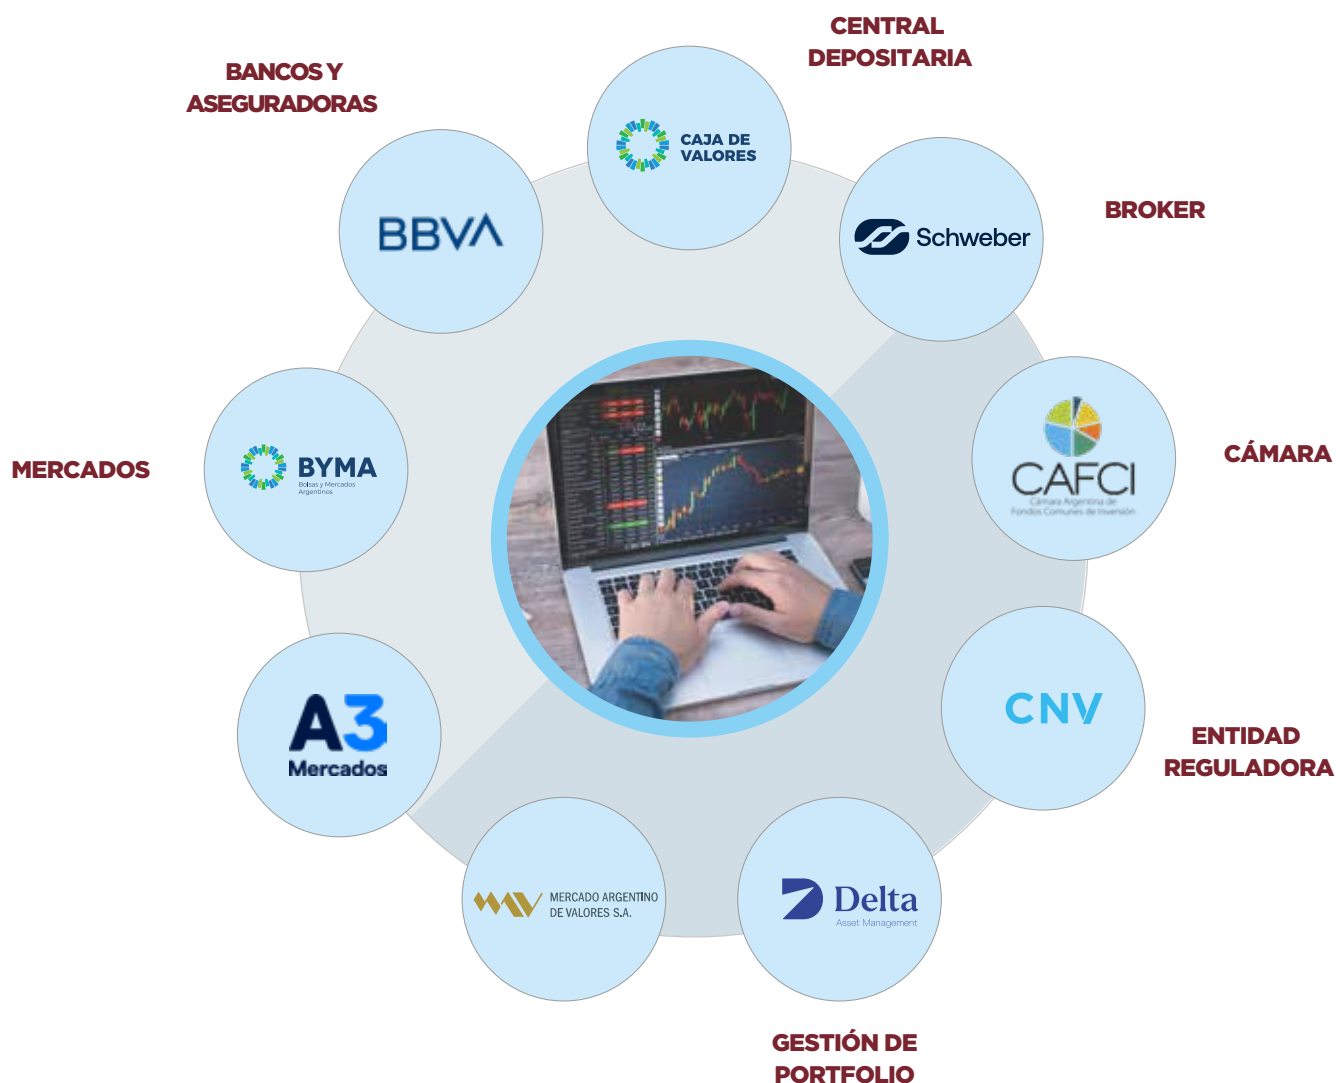 CENTRAL
DEPOSITARIA
BANCOS Y
ASEGURADORAS
CAJA DE
VALORES
BBVA
Schweber
BROKER
BYMA
Bolsas y Mercados
Argentinos
MERCADOS
CAFCI
Cámara Argentina de
Fondos Comunes de Inversión
CÁMARA
A3
Mercados
CNV
ENTIDAD
REGULADORA
MERCADO ARGENTINO
DE VALORES S.A.
Delta
Asset Management
GESTIÓN DE
PORTFOLIO